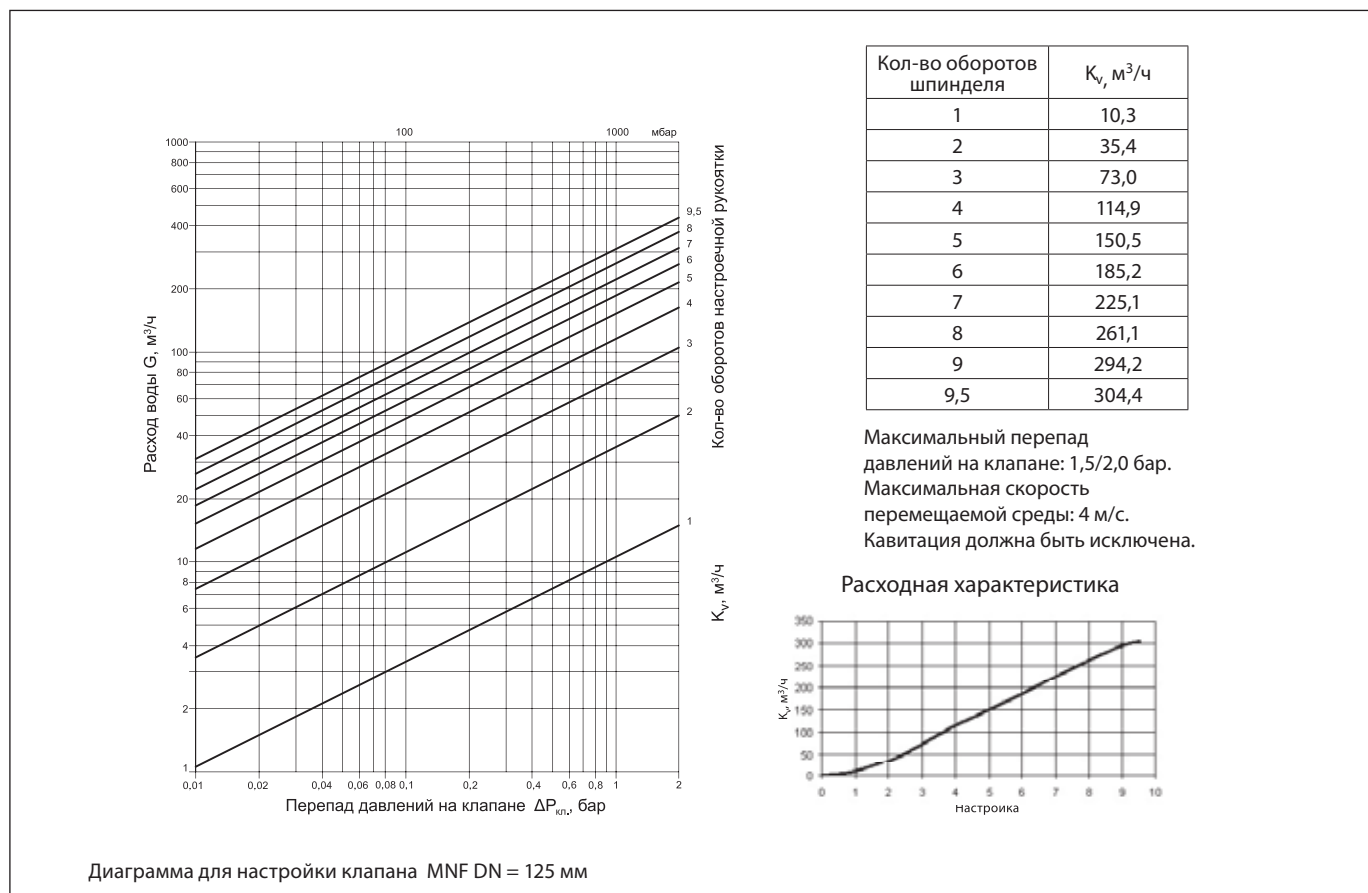 100 1000 мбар
1000
800
600
400
200
100
80
60
40
20
10
8
6
4
2
1
Расход воды G, м³/ч
9,5
8
7
6
5
4
3
2
1
Кол-во оборотов настроечной рукоятки
Kᵥ, м³/ч
0,01 0,02 0,04 0,06 0,08 0,1 0,2 0,4 0,6 0,8 1 2
Перепад давлений на клапане ΔPкл., бар
Кол-во оборотов
шпинделя
Kᵥ, м³/ч
1 10,3
2 35,4
3 73,0
4 114,9
5 150,5
6 185,2
7 225,1
8 261,1
9 294,2
9,5 304,4
Максимальный перепад
давлений на клапане: 1,5/2,0 бар.
Максимальная скорость
перемещаемой среды: 4 м/с.
Кавитация должна быть исключена.
Расходная характеристика
350
300
250
200
150
100
50
0
Kᵥ, м³/ч
0 1 2 3 4 5 6 7 8 9 10
Настройка
Диаграмма для настройки клапана MNF DN = 125 мм